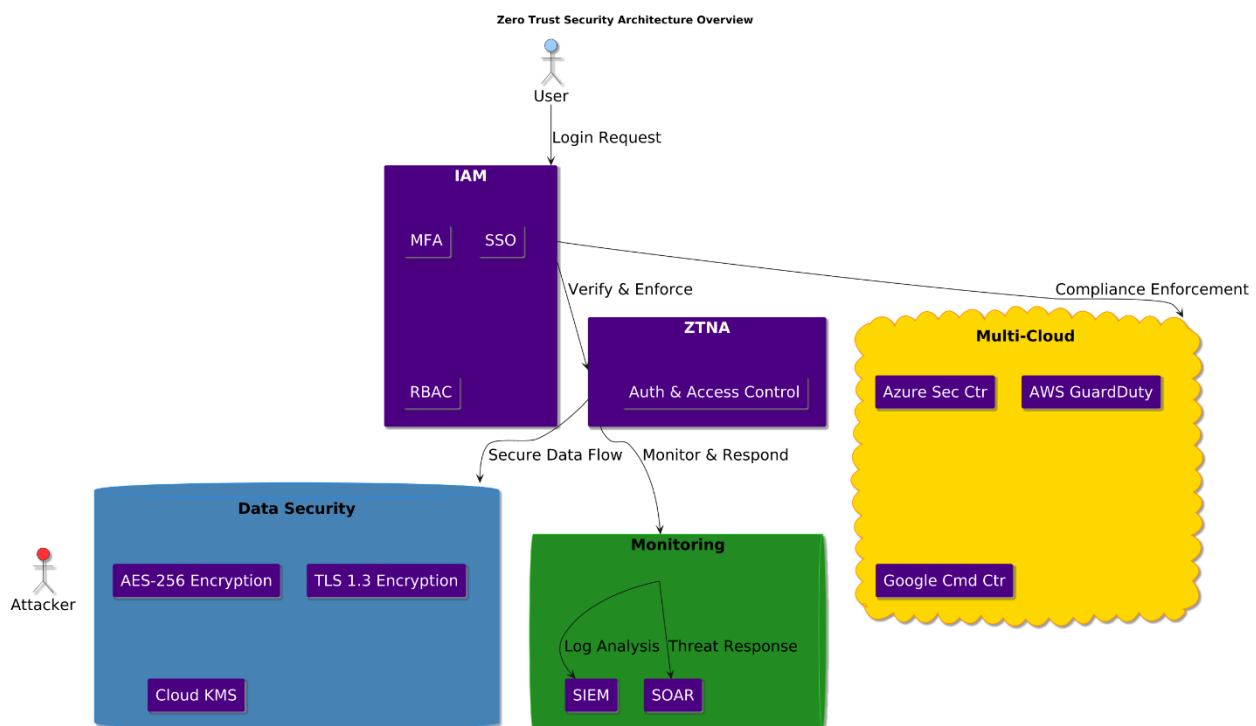 Zero Trust Security Architecture Overview
User
Login Request
IAM
MFA
SSO
Verify & Enforce
Compliance Enforcement
ZTNA
Multi-Cloud
RBAC
Auth & Access Control
Azure Sec Ctr
AWS GuardDuty
Secure Data Flow
Monitor & Respond
Data Security
Monitoring
AES-256 Encryption
TLS 1.3 Encryption
Google Cmd Ctr
Attacker
Log Analysis
Threat Response
Cloud KMS
SIEM
SOAR